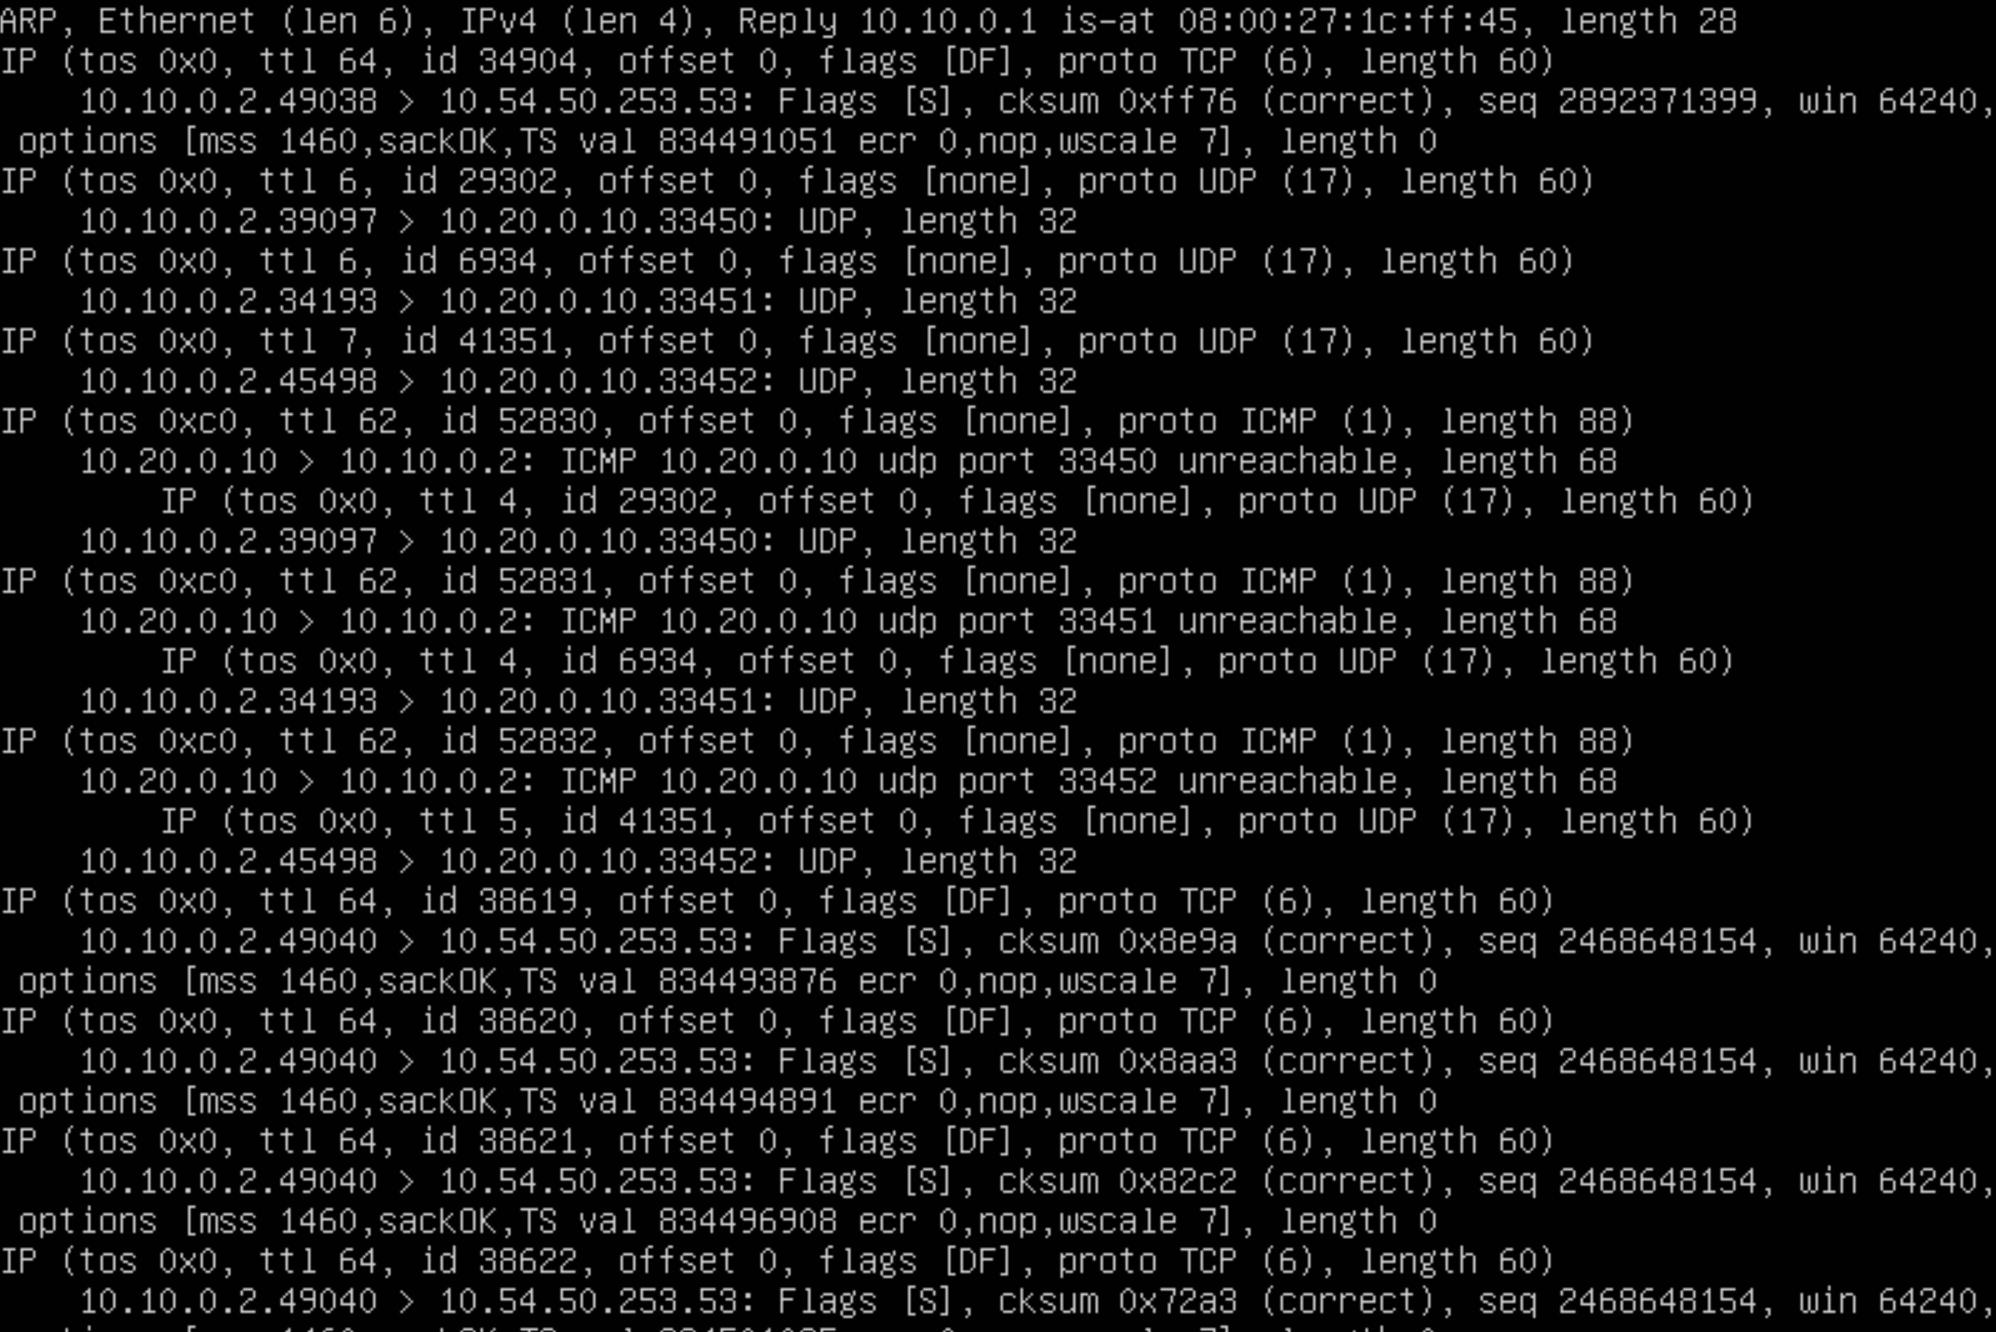 ARP, Ethernet (len 6), IPv4 (len 4), Reply 10.10.0.1 is-at 08:00:27:1c:ff:45, length 28
IP (tos 0x0, ttl 64, id 34904, offset 0, flags [DF], proto TCP (6), length 60)
10.10.0.2.49038 > 10.54.50.253.53: Flags [S], cksum 0xff76 (correct), seq 2892371399, win 64240,
options [mss 1460,sackOK,TS val 834491051 ecr 0,nop,wscale 7], length 0
IP (tos 0x0, ttl 6, id 29302, offset 0, flags [none], proto UDP (17), length 60)
10.10.0.2.39097 > 10.20.0.10.33450: UDP, length 32
IP (tos 0x0, ttl 6, id 6934, offset 0, flags [none], proto UDP (17), length 60)
10.10.0.2.34193 > 10.20.0.10.33451: UDP, length 32
IP (tos 0x0, ttl 7, id 41351, offset 0, flags [none], proto UDP (17), length 60)
10.10.0.2.45498 > 10.20.0.10.33452: UDP, length 32
IP (tos 0xc0, ttl 62, id 52830, offset 0, flags [none], proto ICMP (1), length 88)
10.20.0.10 > 10.10.0.2: ICMP 10.20.0.10 udp port 33450 unreachable, length 68
IP (tos 0x0, ttl 4, id 29302, offset 0, flags [none], proto UDP (17), length 60)
10.10.0.2.39097 > 10.20.0.10.33450: UDP, length 32
IP (tos 0xc0, ttl 62, id 52831, offset 0, flags [none], proto ICMP (1), length 88)
10.20.0.10 > 10.10.0.2: ICMP 10.20.0.10 udp port 33451 unreachable, length 68
IP (tos 0x0, ttl 4, id 6934, offset 0, flags [none], proto UDP (17), length 60)
10.10.0.2.34193 > 10.20.0.10.33451: UDP, length 32
IP (tos 0xc0, ttl 62, id 52832, offset 0, flags [none], proto ICMP (1), length 88)
10.20.0.10 > 10.10.0.2: ICMP 10.20.0.10 udp port 33452 unreachable, length 68
IP (tos 0x0, ttl 5, id 41351, offset 0, flags [none], proto UDP (17), length 60)
10.10.0.2.45498 > 10.20.0.10.33452: UDP, length 32
IP (tos 0x0, ttl 64, id 38619, offset 0, flags [DF], proto TCP (6), length 60)
10.10.0.2.49040 > 10.54.50.253.53: Flags [S], cksum 0x8e9a (correct), seq 2468648154, win 64240,
options [mss 1460,sackOK,TS val 834493876 ecr 0,nop,wscale 7], length 0
IP (tos 0x0, ttl 64, id 38620, offset 0, flags [DF], proto TCP (6), length 60)
10.10.0.2.49040 > 10.54.50.253.53: Flags [S], cksum 0x8aa3 (correct), seq 2468648154, win 64240,
options [mss 1460,sackOK,TS val 834494891 ecr 0,nop,wscale 7], length 0
IP (tos 0x0, ttl 64, id 38621, offset 0, flags [DF], proto TCP (6), length 60)
10.10.0.2.49040 > 10.54.50.253.53: Flags [S], cksum 0x82c2 (correct), seq 2468648154, win 64240,
options [mss 1460,sackOK,TS val 834496908 ecr 0,nop,wscale 7], length 0
IP (tos 0x0, ttl 64, id 38622, offset 0, flags [DF], proto TCP (6), length 60)
10.10.0.2.49040 > 10.54.50.253.53: Flags [S], cksum 0x72a3 (correct), seq 2468648154, win 64240,